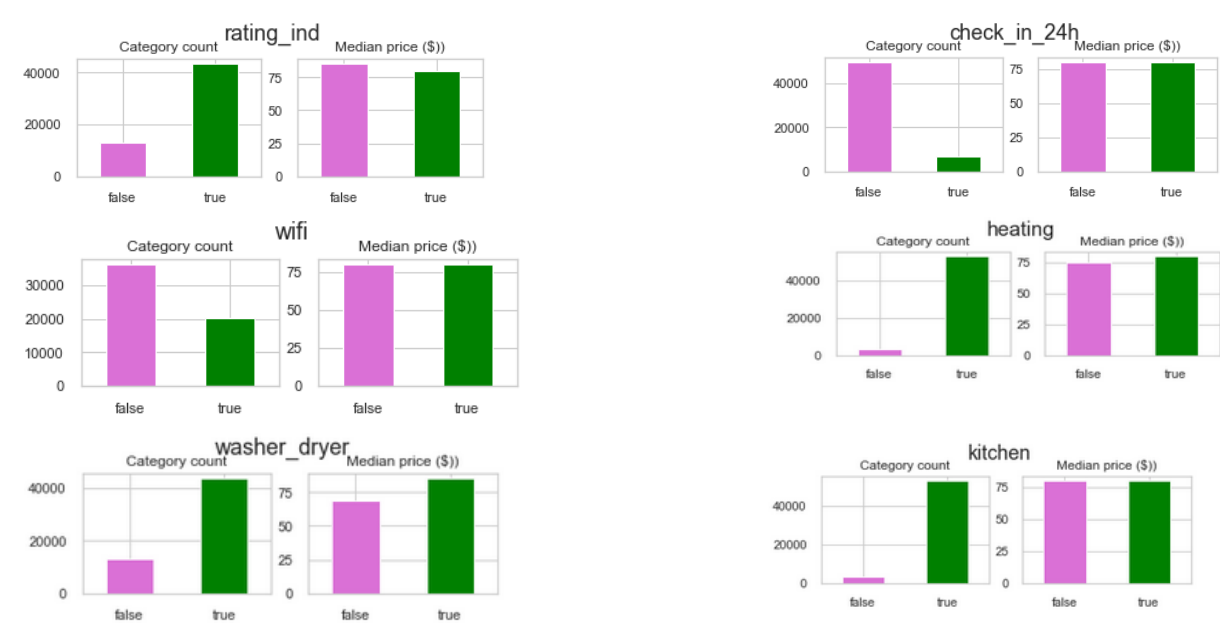 rating_ind
Category count
Median price ($))
40000
20000
0
75
50
25
0
false
true
false
true
check_in_24h
Category count
Median price ($))
40000
20000
0
75
50
25
0
false
true
false
true
wifi
Category count
Median price ($))
30000
20000
10000
0
75
50
25
0
false
true
false
true
heating
Category count
Median price ($))
40000
20000
0
75
50
25
0
false
true
false
true
washer_dryer
Category count
Median price ($))
40000
20000
0
75
50
25
0
false
true
false
true
kitchen
Category count
Median price ($))
40000
20000
0
75
50
25
0
false
true
false
true